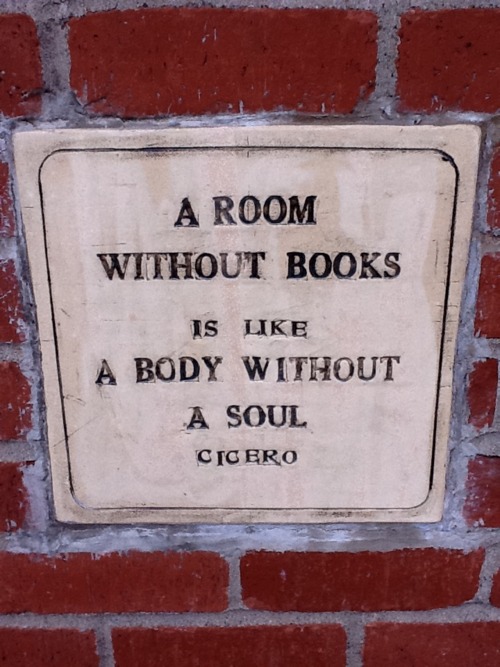 A ROOM
WITHOUT BOOKS
IS LIKE
A BODY WITHOUT
A SOUL
CICERO